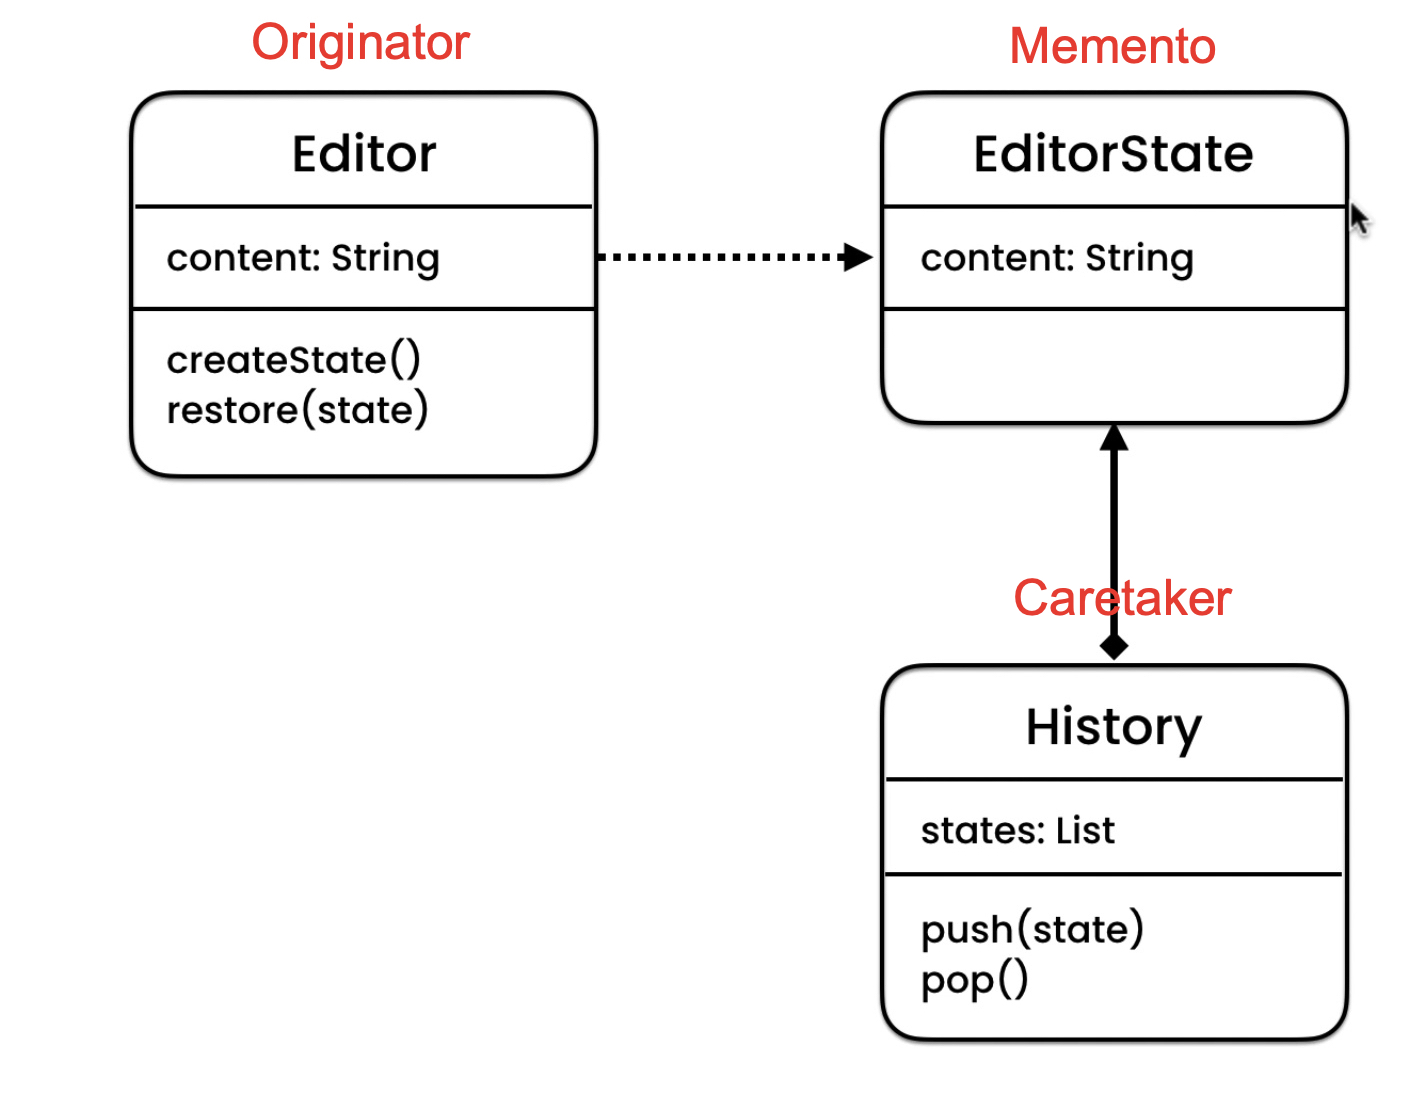 Originator
Editor
content: String
createState()
restore(state)
Memento
EditorState
content: String
Caretaker
History
states: List
push(state)
pop()